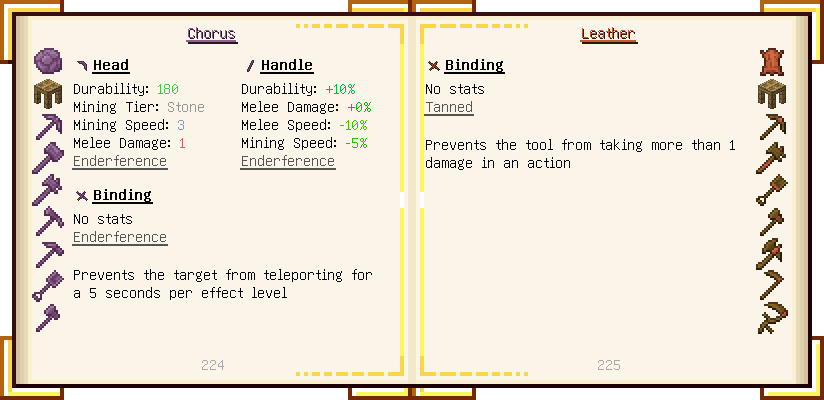 Chorus
Head
Durability: 180
Mining Tier: Stone
Mining Speed: 3
Melee Damage: 1
Enderference
Handle
Durability: +10%
Melee Damage: +0%
Melee Speed: -10%
Mining Speed: -5%
Enderference
Binding
No stats
Enderference
Prevents the target from teleporting for
a 5 seconds per effect level
224
Leather
Binding
No stats
Tanned
Prevents the tool from taking more than 1
damage in an action
225